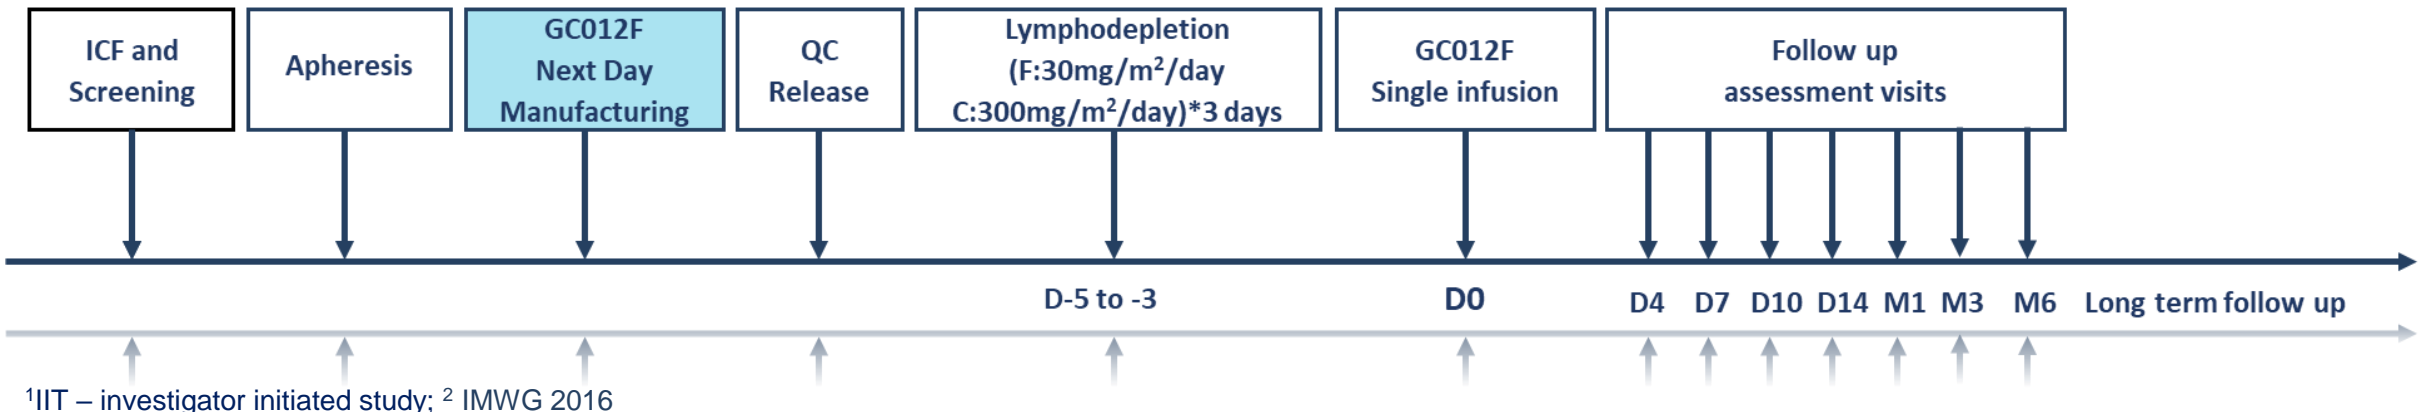 ICF and
Screening
Apheresis
GC012F
Next Day
Manufacturing
QC
Release
Lymphodepletion
(F:30mg/m²/day
C:300mg/m²/day)*3 days
GC012F
Single infusion
Follow up
assessment visits
D-5 to -3
D0
D4
D7
D10
D14
M1
M3
M6
Long term follow up
¹IIT – investigator initiated study; ² IMWG 2016